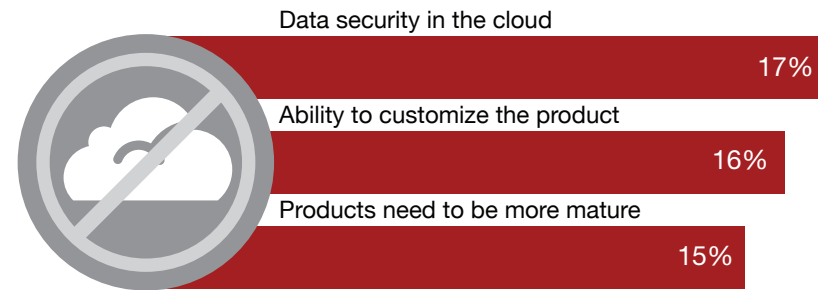 Data security in the cloud
17%
Ability to customize the product
16%
Products need to be more mature
15%